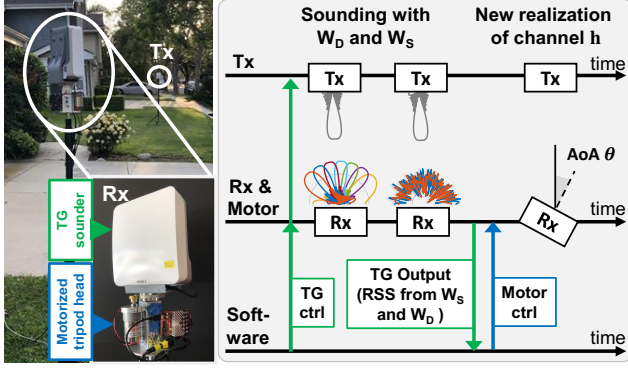 Tx
Rx
TG
sounder
Motorized
tripod head
Sounding with
W_D and W_S
New realization
of channel h
Tx
Tx
Tx
Tx
time
AoA θ
Rx &
Motor
Rx
Rx
Rx
time
TG
ctrl
TG Output
(RSS from W_S
and W_D )
Motor
ctrl
Soft-
ware
time